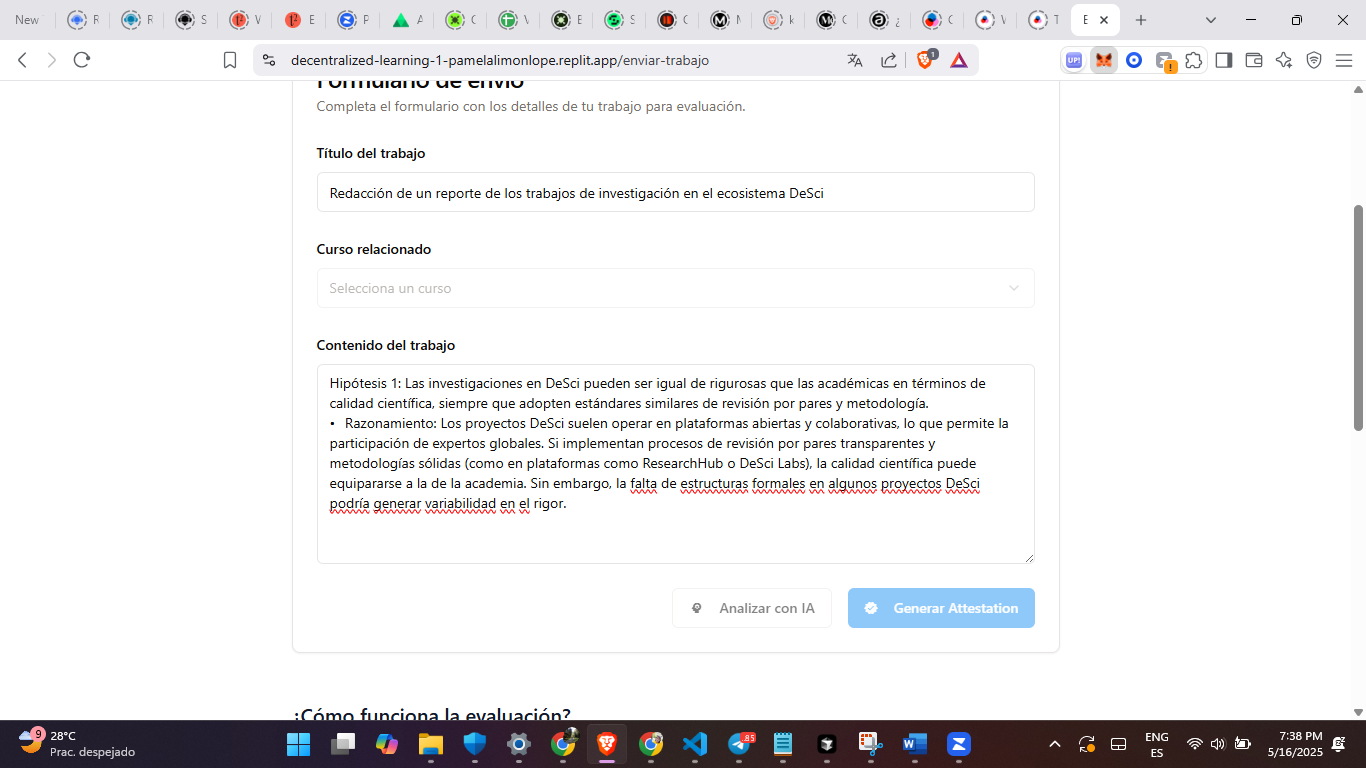 New
decentralized-learning-1-pamelalimonlope.replit.app/enviar-trabajo
Formulario de envío
Completa el formulario con los detalles de tu trabajo para evaluación.
Título del trabajo
Redacción de un reporte de los trabajos de investigación en el ecosistema DeSci
Curso relacionado
Selecciona un curso
Contenido del trabajo
Hipótesis 1: Las investigaciones en DeSci pueden ser igual de rigurosas que las académicas en términos de
calidad científica, siempre que adopten estándares similares de revisión por pares y metodología.
• Razonamiento: Los proyectos DeSci suelen operar en plataformas abiertas y colaborativas, lo que permite la
participación de expertos globales. Si implementan procesos de revisión por pares transparentes y
metodologías sólidas (como en plataformas como ResearchHub o DeSci Labs), la calidad científica puede
equipararse a la de la academia. Sin embargo, la falta de estructuras formales en algunos proyectos DeSci
podría generar variabilidad en el rigor.
Analizar con IA
Generar Attestation
¿Cómo funciona la evaluación?
9
28°C
Prac. despejado
85
ENG
ES
7:38 PM
5/16/2025